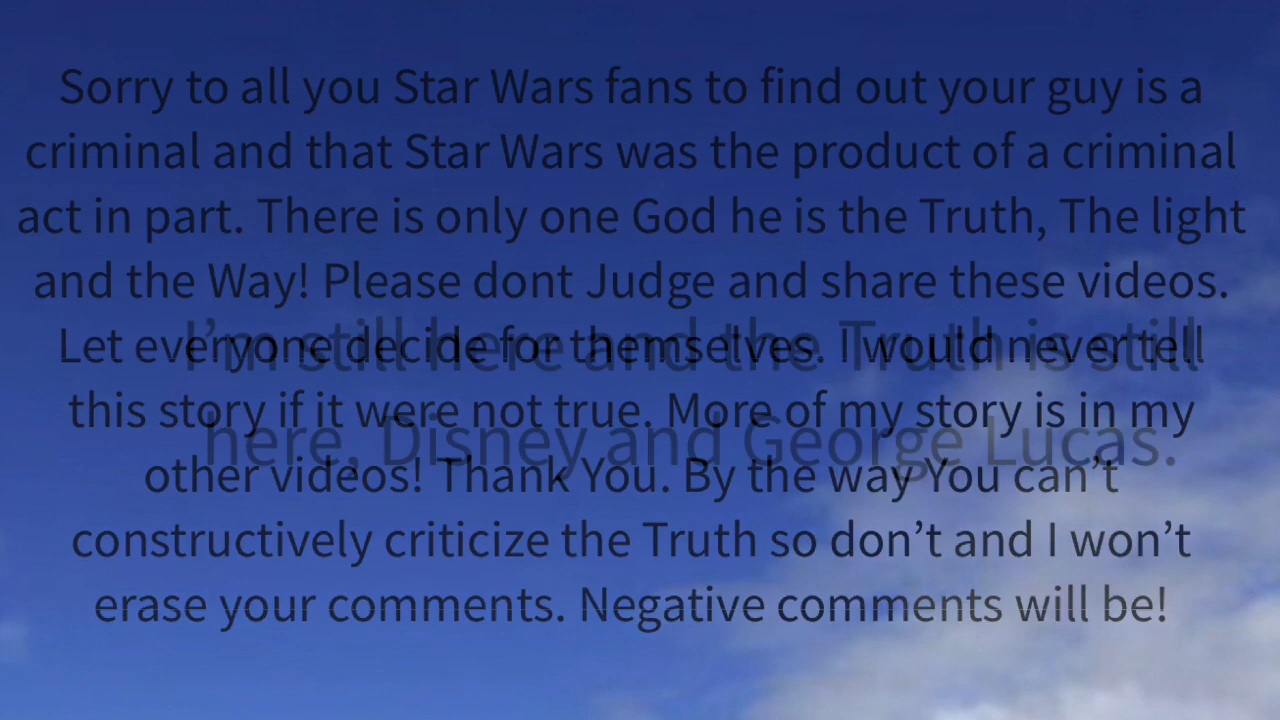 Sorry to all you Star Wars fans to find out your guy is a
criminal and that Star Wars was the product of a criminal
act in part. There is only one God he is the Truth, The light
and the Way! Please dont Judge and share these videos.
Let everyone decide for themselves. I would never tell
this story if it were not true. More of my story is in my
other videos! Thank You. By the way You can’t
constructively criticize the Truth so don’t and I won’t
erase your comments. Negative comments will be!
I’m still here and the Truth is still
here, Disney and George Lucas.